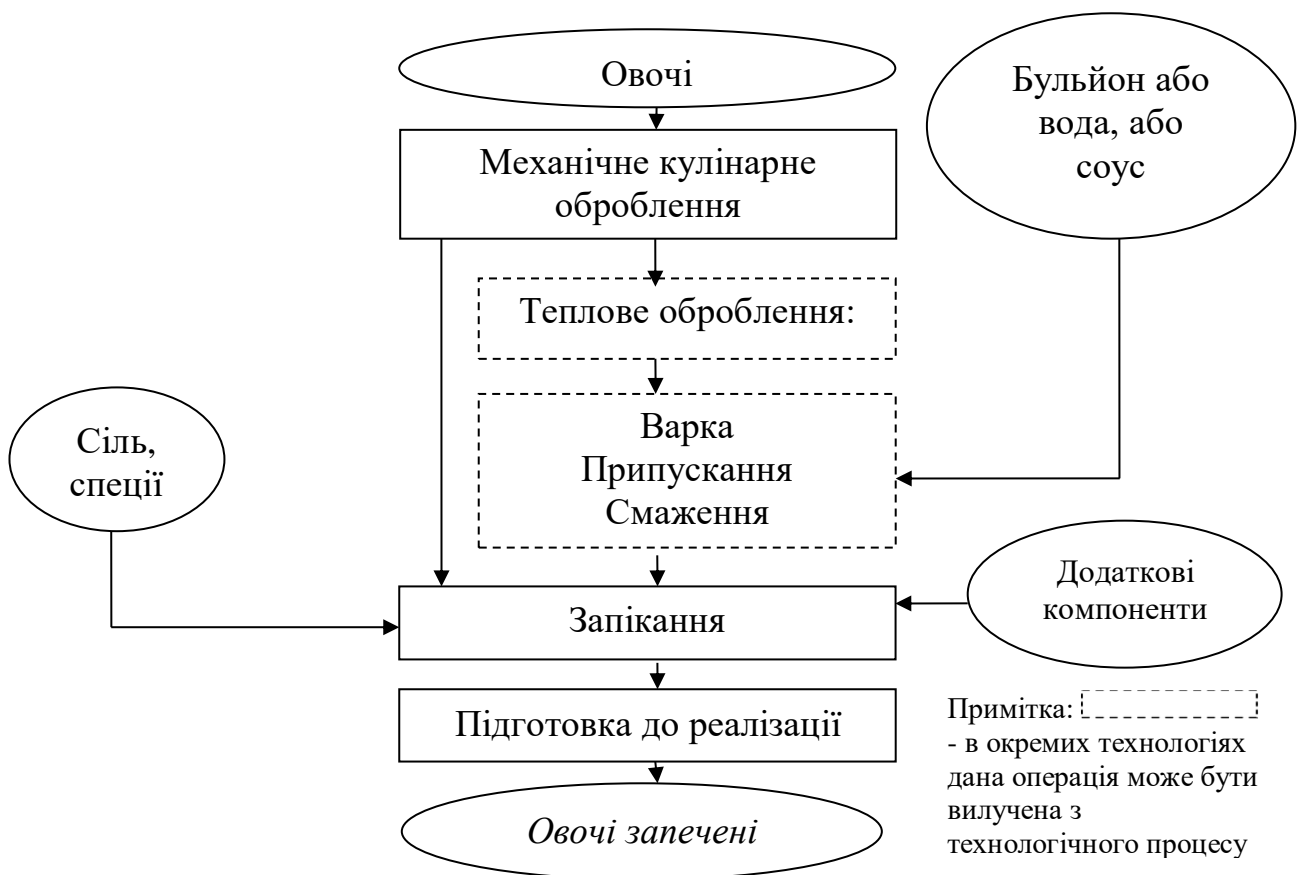 Овочі
Бульйон або
вода, або
соус
Механічне кулінарне
оброблення
Теплове оброблення:
Варка
Припускання
Смаження
Сіль,
спеції
Додаткові
компоненти
Запікання
Підготовка до реалізації
Овочі запечені
Примітка:
- в окремих технологіях
дана операція може бути
вилучена з
технологічного процесу